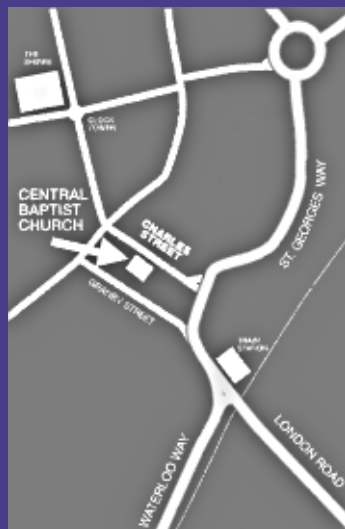 THE
SHIRES
CLOCK
TOWER
CENTRAL
BAPTIST
CHURCH
CHARLES
STREET
ST. GEORGES WAY
GRANBY STREET
TRAIN
STATION
LONDON ROAD
WATERLOO WAY